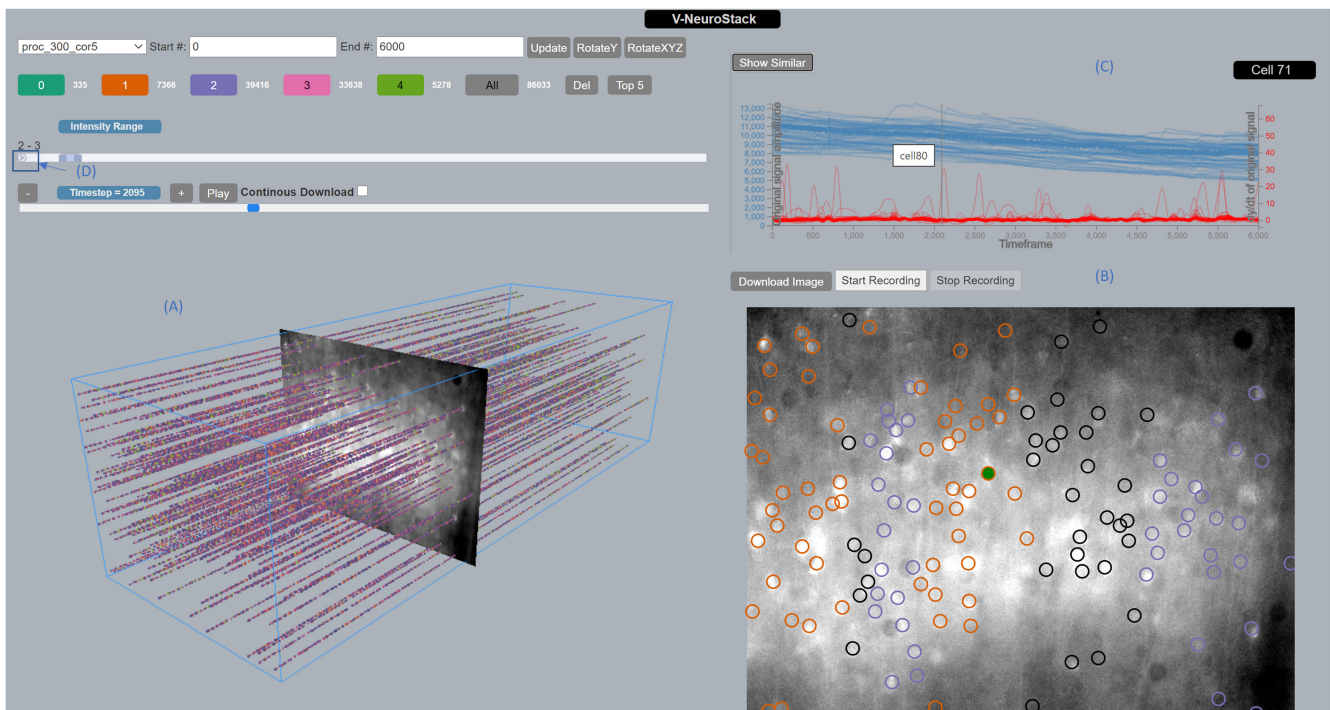 V-NeuroStack
proc_300_cor5 Start #: 0 End #: 6000 Update RotateY RotateXYZ
0 335 1 7366 2 39416 3 33638 4 5278 All 86033 Del Top 5
Intensity Range
2 - 3
(D)
- Timestep = 2095 + Play Continous Download
(A)
Show Similar (C) Cell 71
13,000
12,000
11,000
10,000
9,000
8,000
7,000
6,000
5,000
4,000
3,000
2,000
1,000
0
Original signal amplitude
cell80
60
50
40
30
20
10
0
dy/dt of original signal
0 500 1,000 1,500 2,000 2,500 3,000 3,500 4,000 4,500 5,000 5,500 6,000
Timeframe
Download Image Start Recording Stop Recording (B)